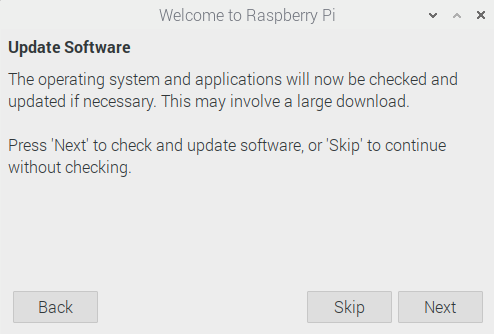 Welcome to Raspberry Pi
Update Software
The operating system and applications will now be checked and
updated if necessary. This may involve a large download.
Press 'Next' to check and update software, or 'Skip' to continue
without checking.
Back
Skip
Next